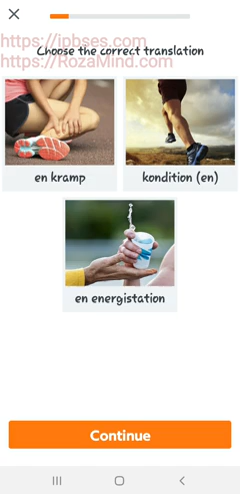 https://ipbses.com
Choose the correct translation
https://RozaMind.com
en kramp
kondition (en)
en energistation
Continue